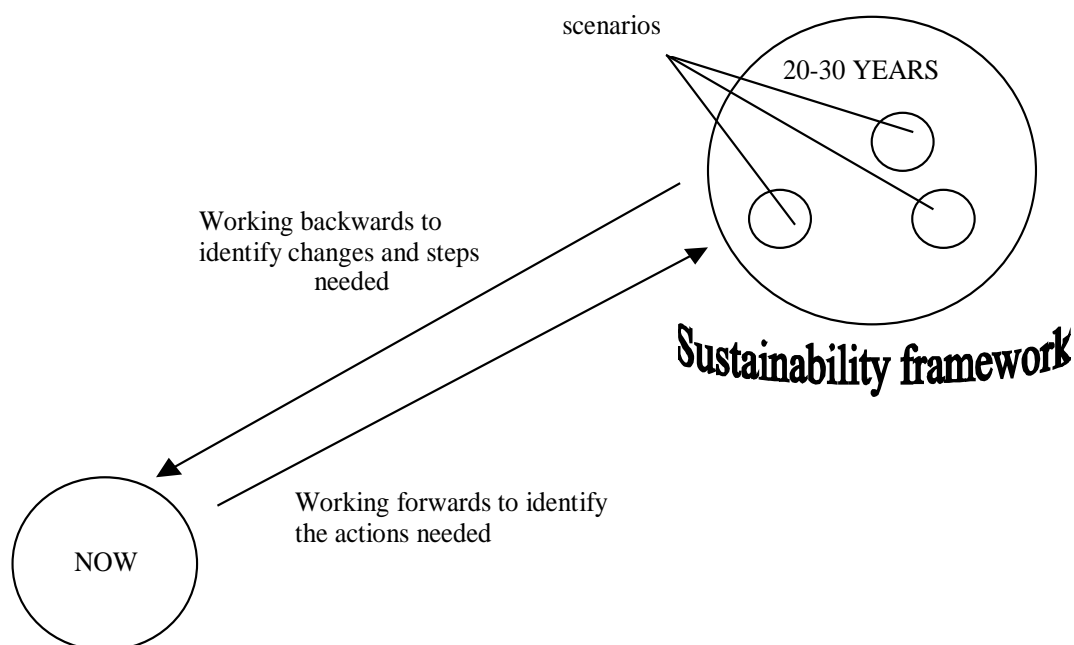 scenarios
20-30 YEARS
Working backwards to
identify changes and steps
needed
Sustainability framework
Working forwards to identify
the actions needed
NOW